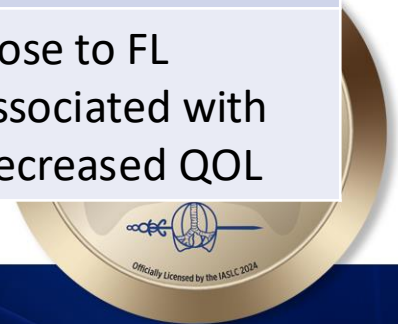 ose to FL
ssociated with
ecreased QOL
Officially Licensed by the IASLC 2024